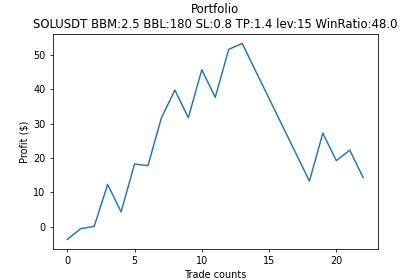 Portfolio
SOLUSDT BBM:2.5 BBL:180 SL:0.8 TP:1.4 lev:15 WinRatio:48.0
50
40
30
20
10
0
Profit ($)
0 5 10 15 20
Trade counts